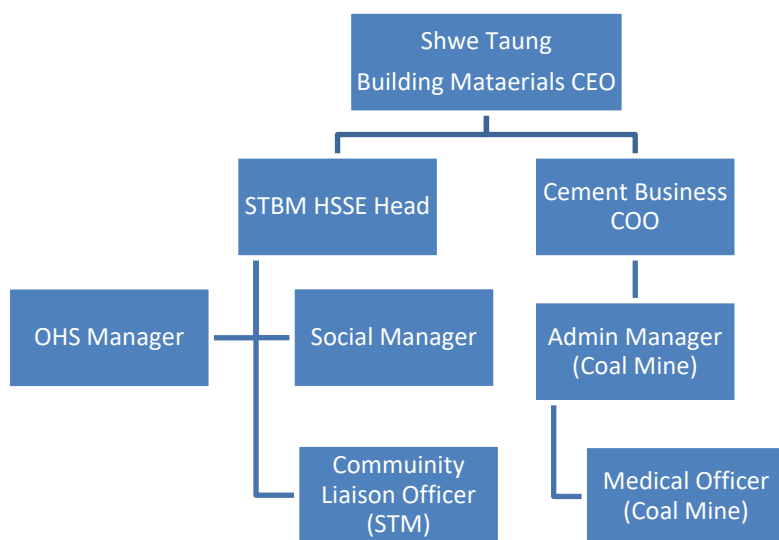 Shwe Taung
Building Mataerials CEO
STBM HSSE Head
Cement Business
COO
OHS Manager
Social Manager
Admin Manager
(Coal Mine)
Commuinity
Liaison Officer
(STM)
Medical Officer
(Coal Mine)